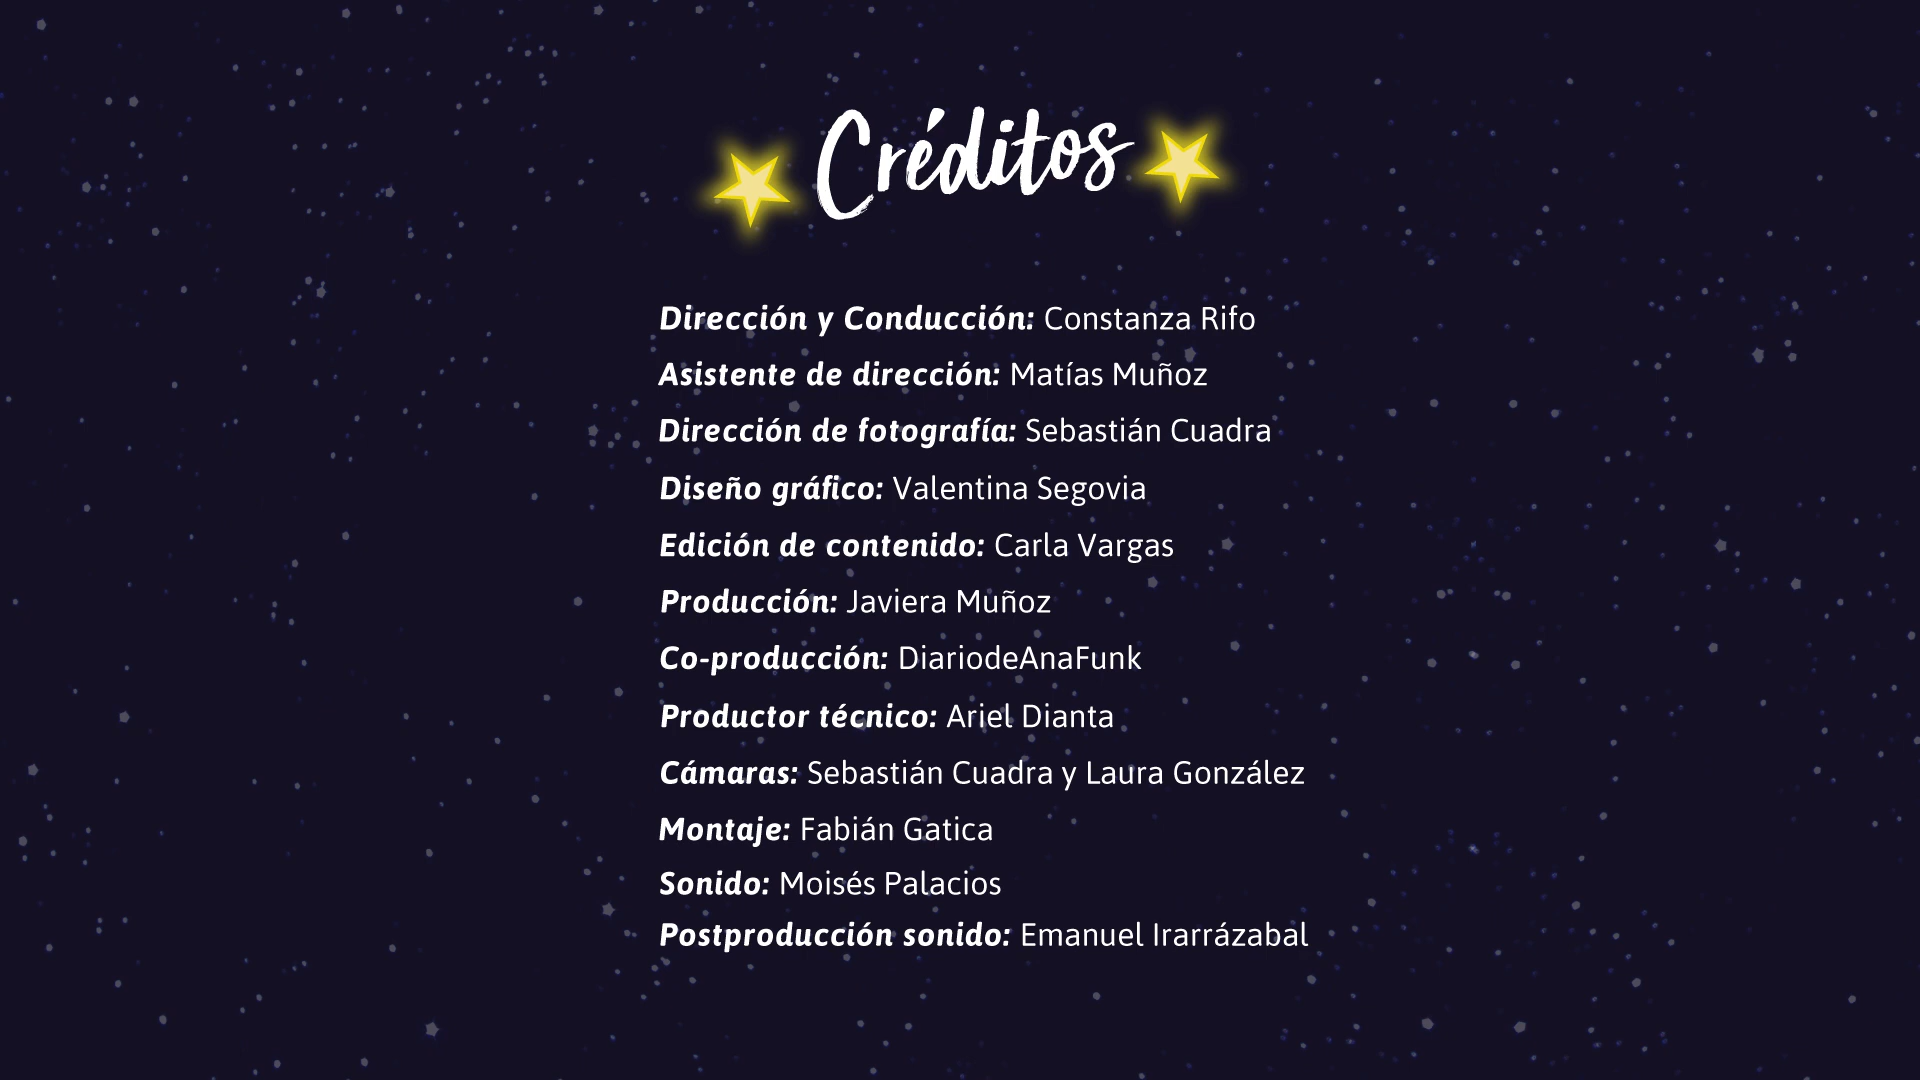 Créditos
Dirección y Conducción: Constanza Rifo
Asistente de dirección: Matías Muñoz
Dirección de fotografía: Sebastián Cuadra
Diseño gráfico: Valentina Segovia
Edición de contenido: Carla Vargas
Producción: Javiera Muñoz
Co-producción: DiariodeAnaFunk
Productor técnico: Ariel Dianta
Cámaras: Sebastián Cuadra y Laura González
Montaje: Fabián Gatica
Sonido: Moisés Palacios
Postproducción sonido: Emanuel Irarrázabal